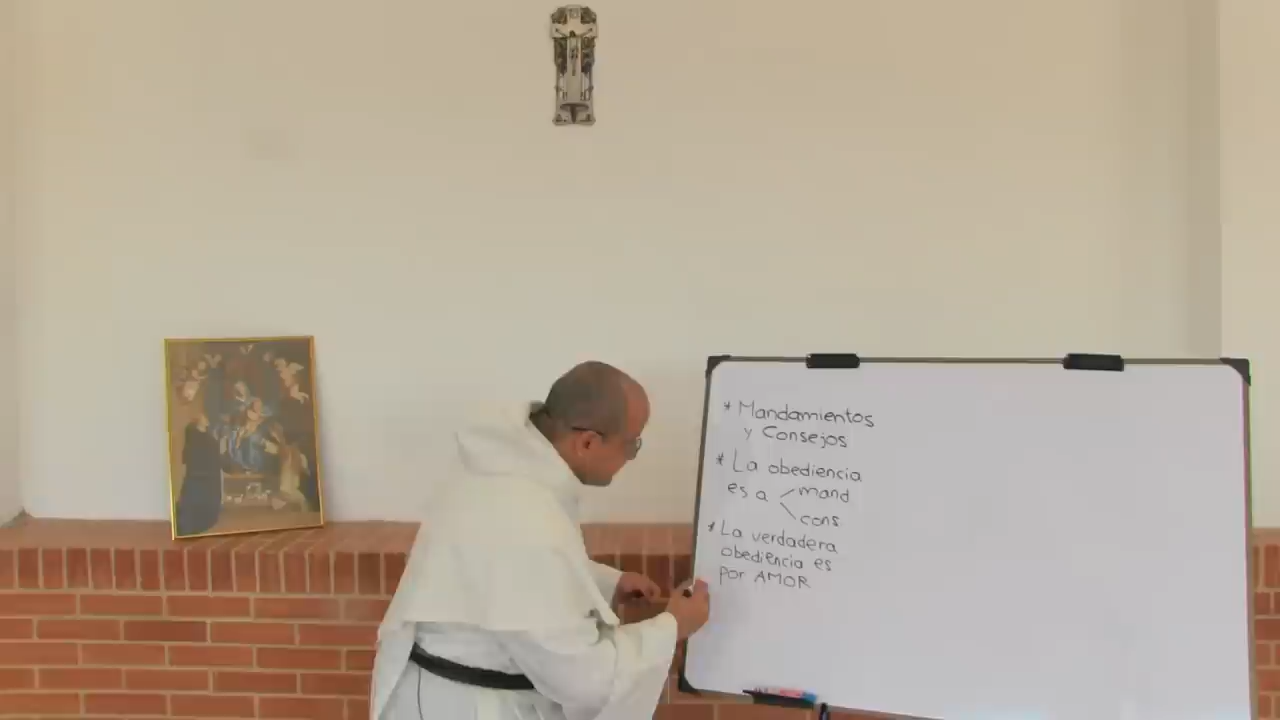 * Mandamientos
y Consejos
* La obediencia
es a mand
cons
* La verdadera
obediencia es
por AMOR